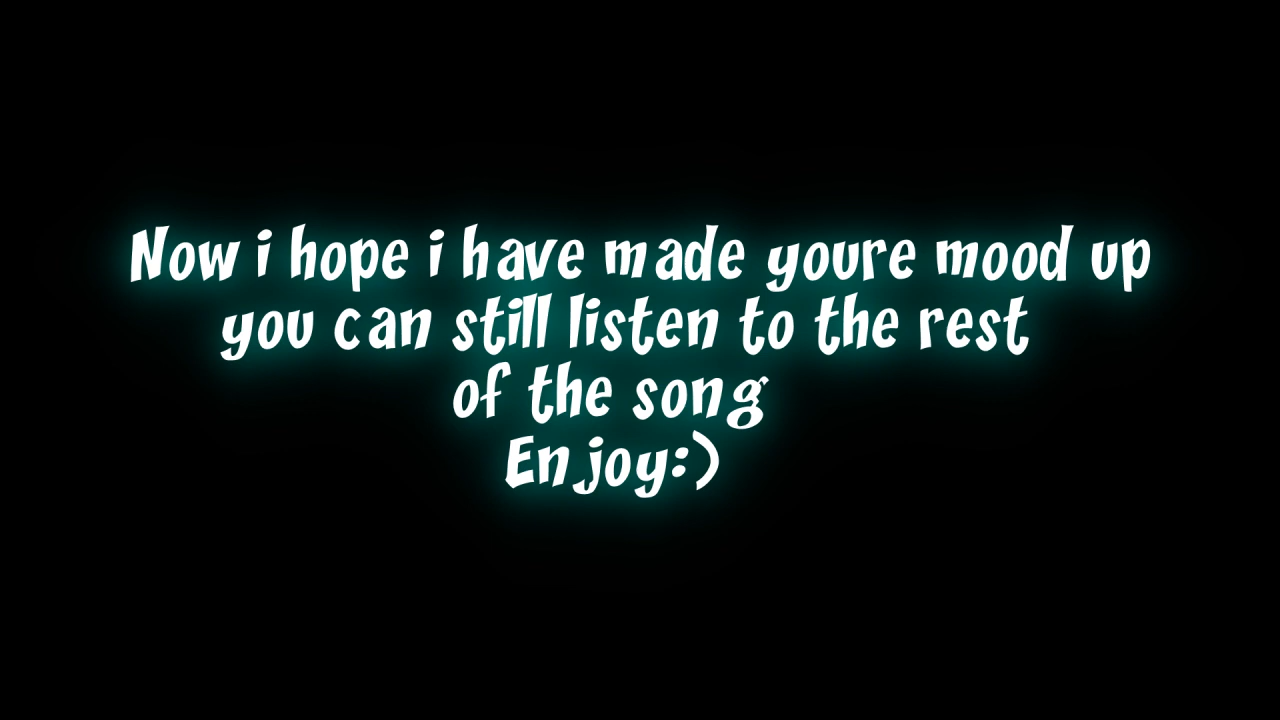 Now i hope i have made youre mood up
you can still listen to the rest
of the song
Enjoy:)